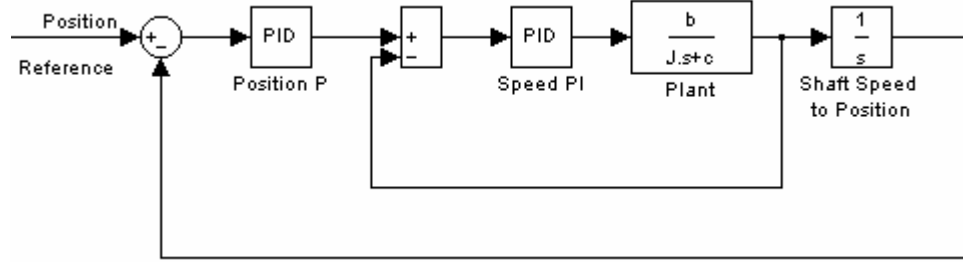 Position
Reference
+
−
PID
Position P
+
−
PID
Speed PI
b
J.s+c
Plant
1
s
Shaft Speed
to Position